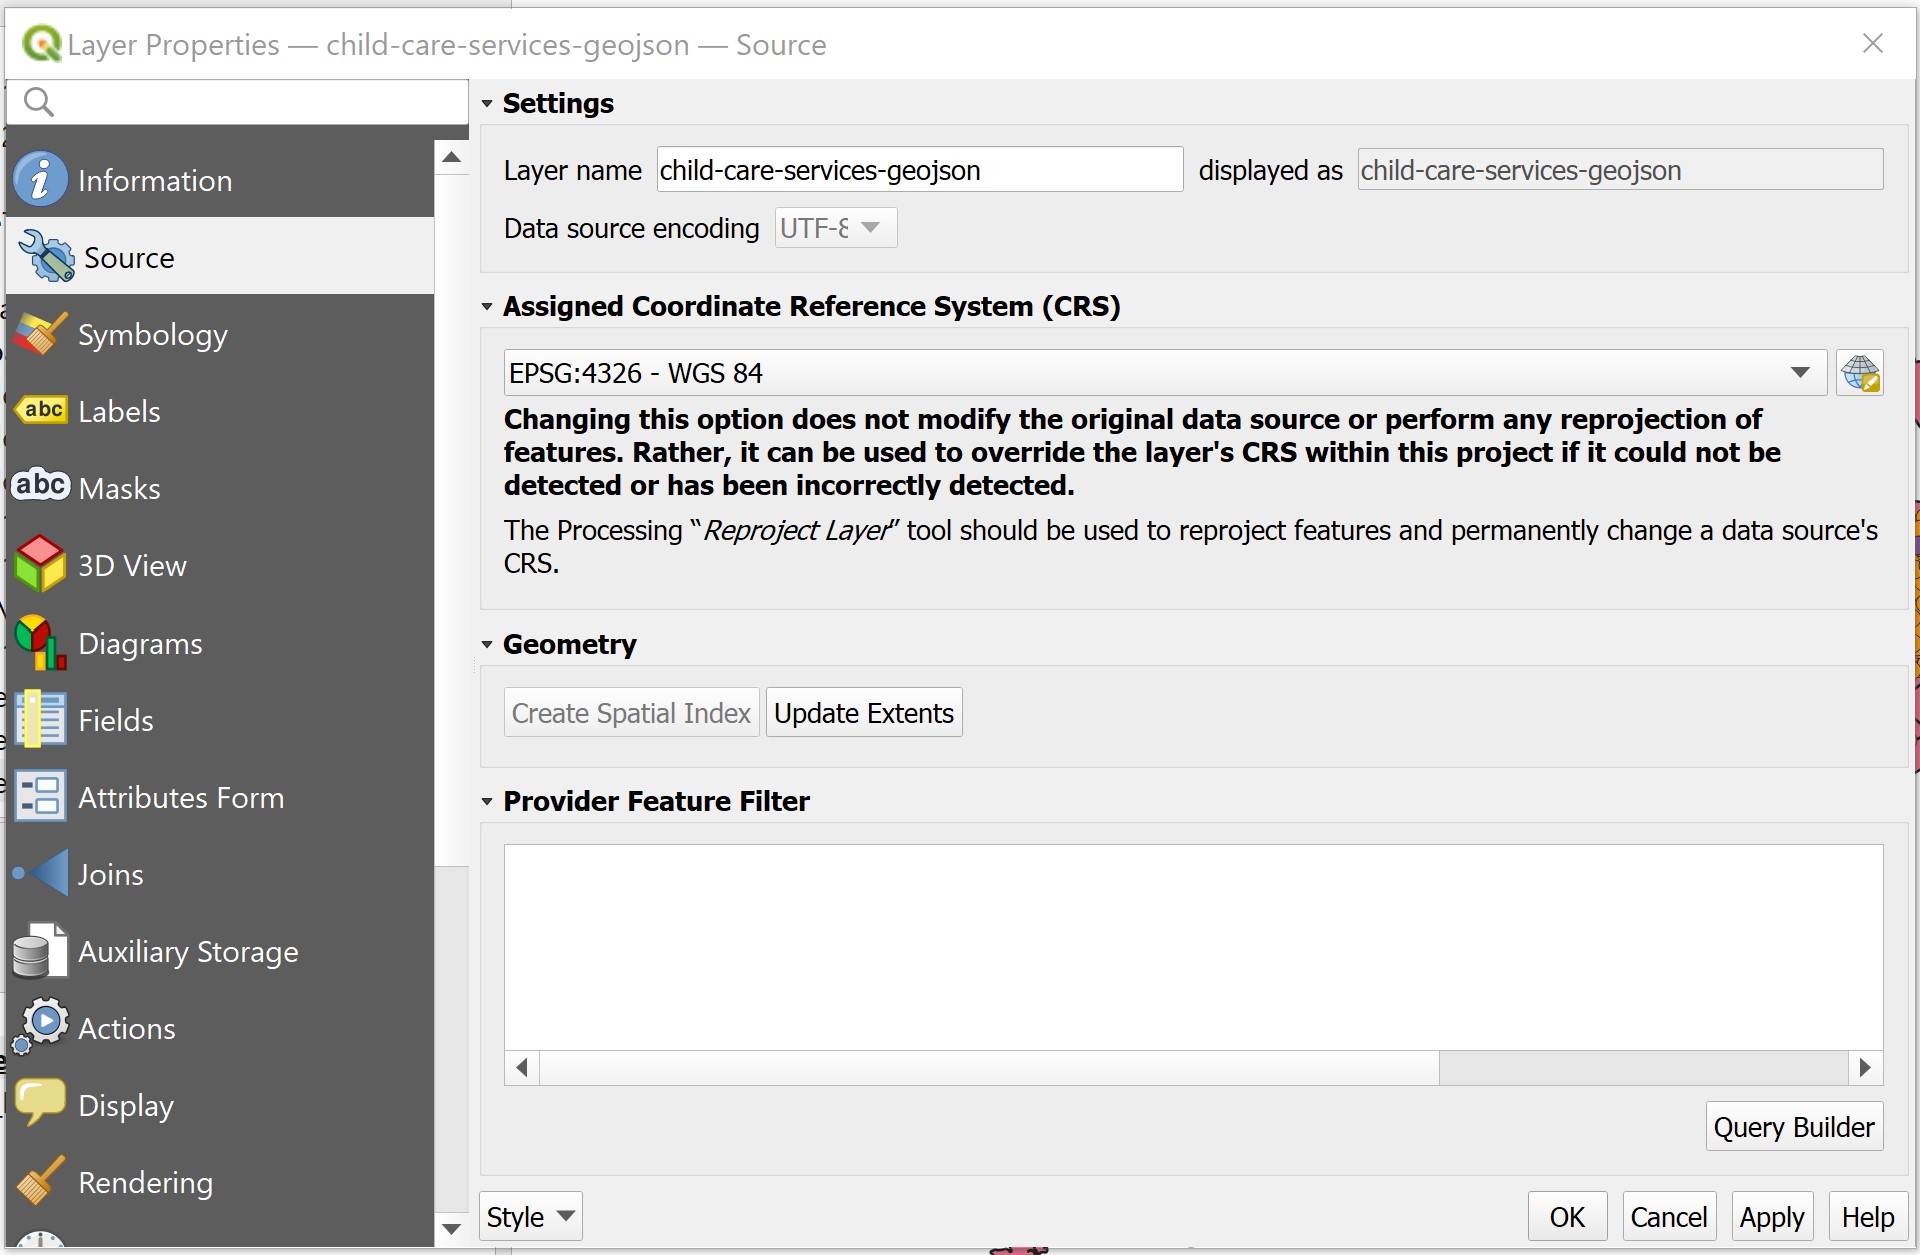 Layer Properties — child-care-services-geojson — Source
Information
Source
Symbology
abc Labels
abc Masks
3D View
Diagrams
Fields
Attributes Form
Joins
Auxiliary Storage
Actions
Display
Rendering
Settings
Layer name child-care-services-geojson displayed as child-care-services-geojson
Data source encoding UTF-8
Assigned Coordinate Reference System (CRS)
EPSG:4326 - WGS 84
Changing this option does not modify the original data source or perform any reprojection of
features. Rather, it can be used to override the layer's CRS within this project if it could not be
detected or has been incorrectly detected.
The Processing “Reproject Layer” tool should be used to reproject features and permanently change a data source's
CRS.
Geometry
Create Spatial Index Update Extents
Provider Feature Filter
Query Builder
Style OK Cancel Apply Help